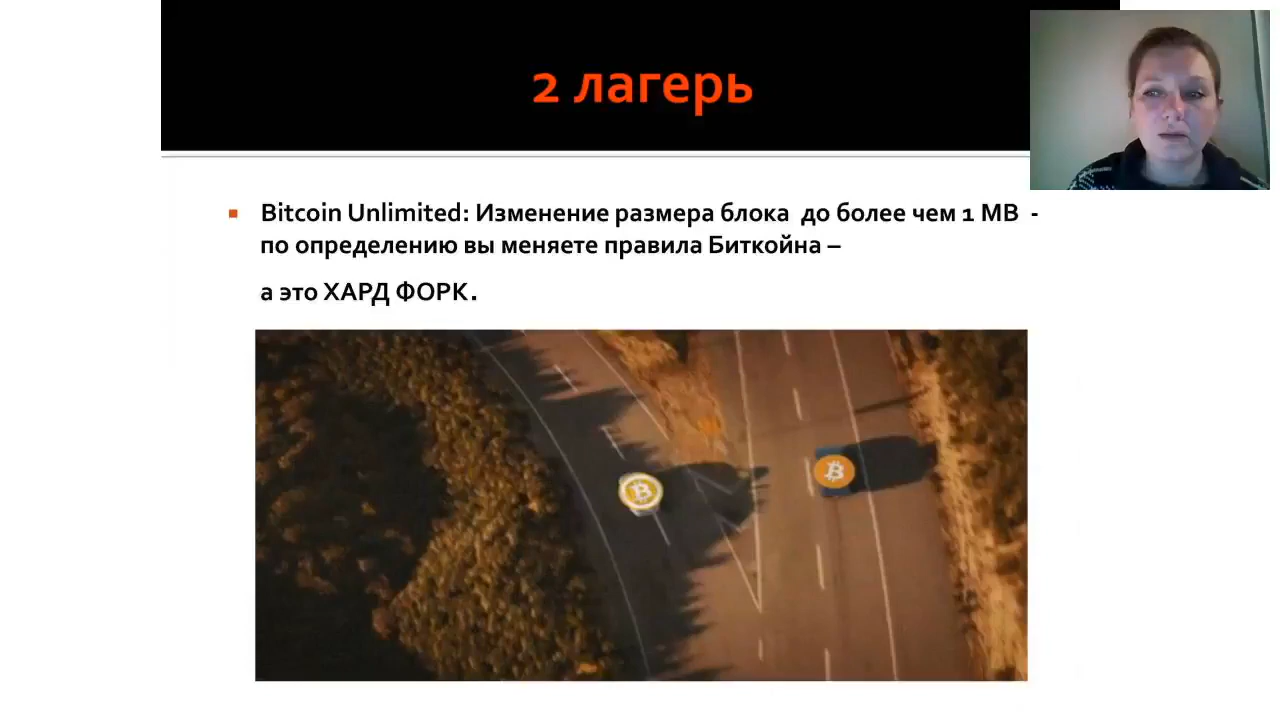 2 лагерь
Bitcoin Unlimited: Изменение размера блока до более чем 1 MB -
по определению вы меняете правила Биткойна –
а это ХАРД ФОРК.